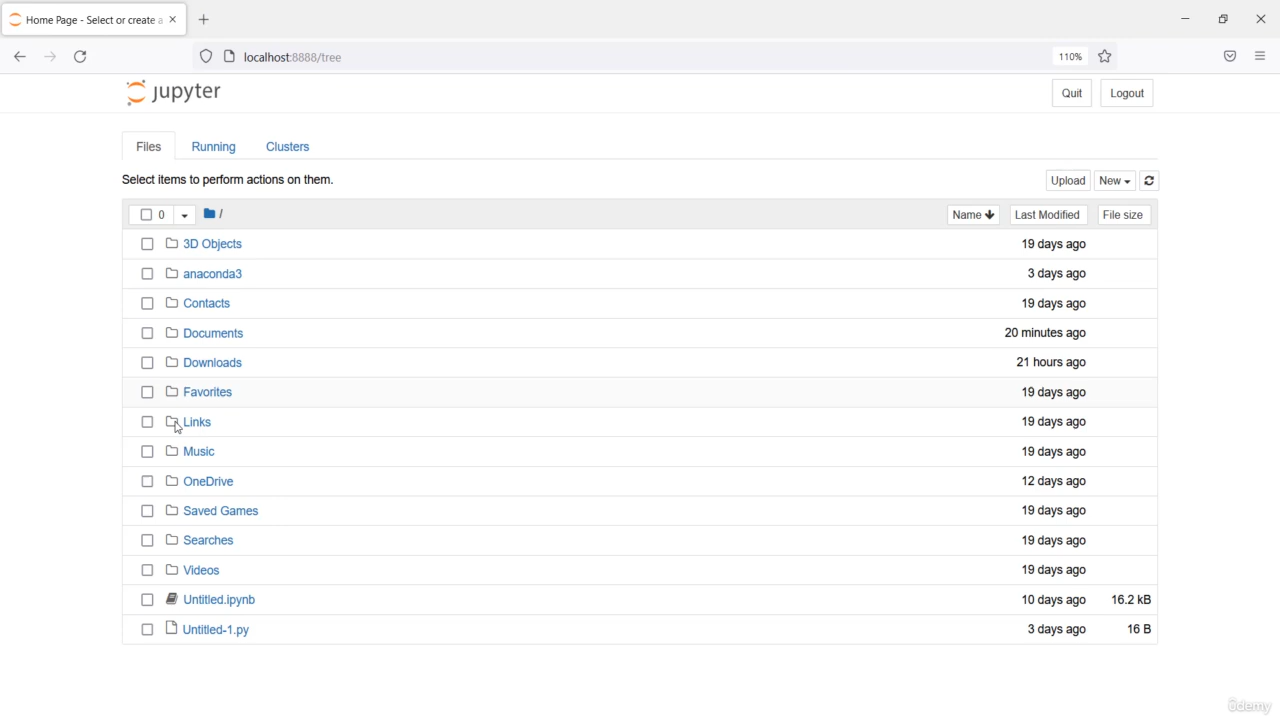 Home Page - Select or create a
localhost:8888/tree
110%
jupyter
Quit
Logout
Files
Running
Clusters
Select items to perform actions on them.
Upload
New
0
/
Name
Last Modified
File size
3D Objects
19 days ago
anaconda3
3 days ago
Contacts
19 days ago
Documents
20 minutes ago
Downloads
21 hours ago
Favorites
19 days ago
Links
19 days ago
Music
19 days ago
OneDrive
12 days ago
Saved Games
19 days ago
Searches
19 days ago
Videos
19 days ago
Untitled.ipynb
10 days ago
16.2 kB
Untitled-1.py
3 days ago
16 B
ûdemy